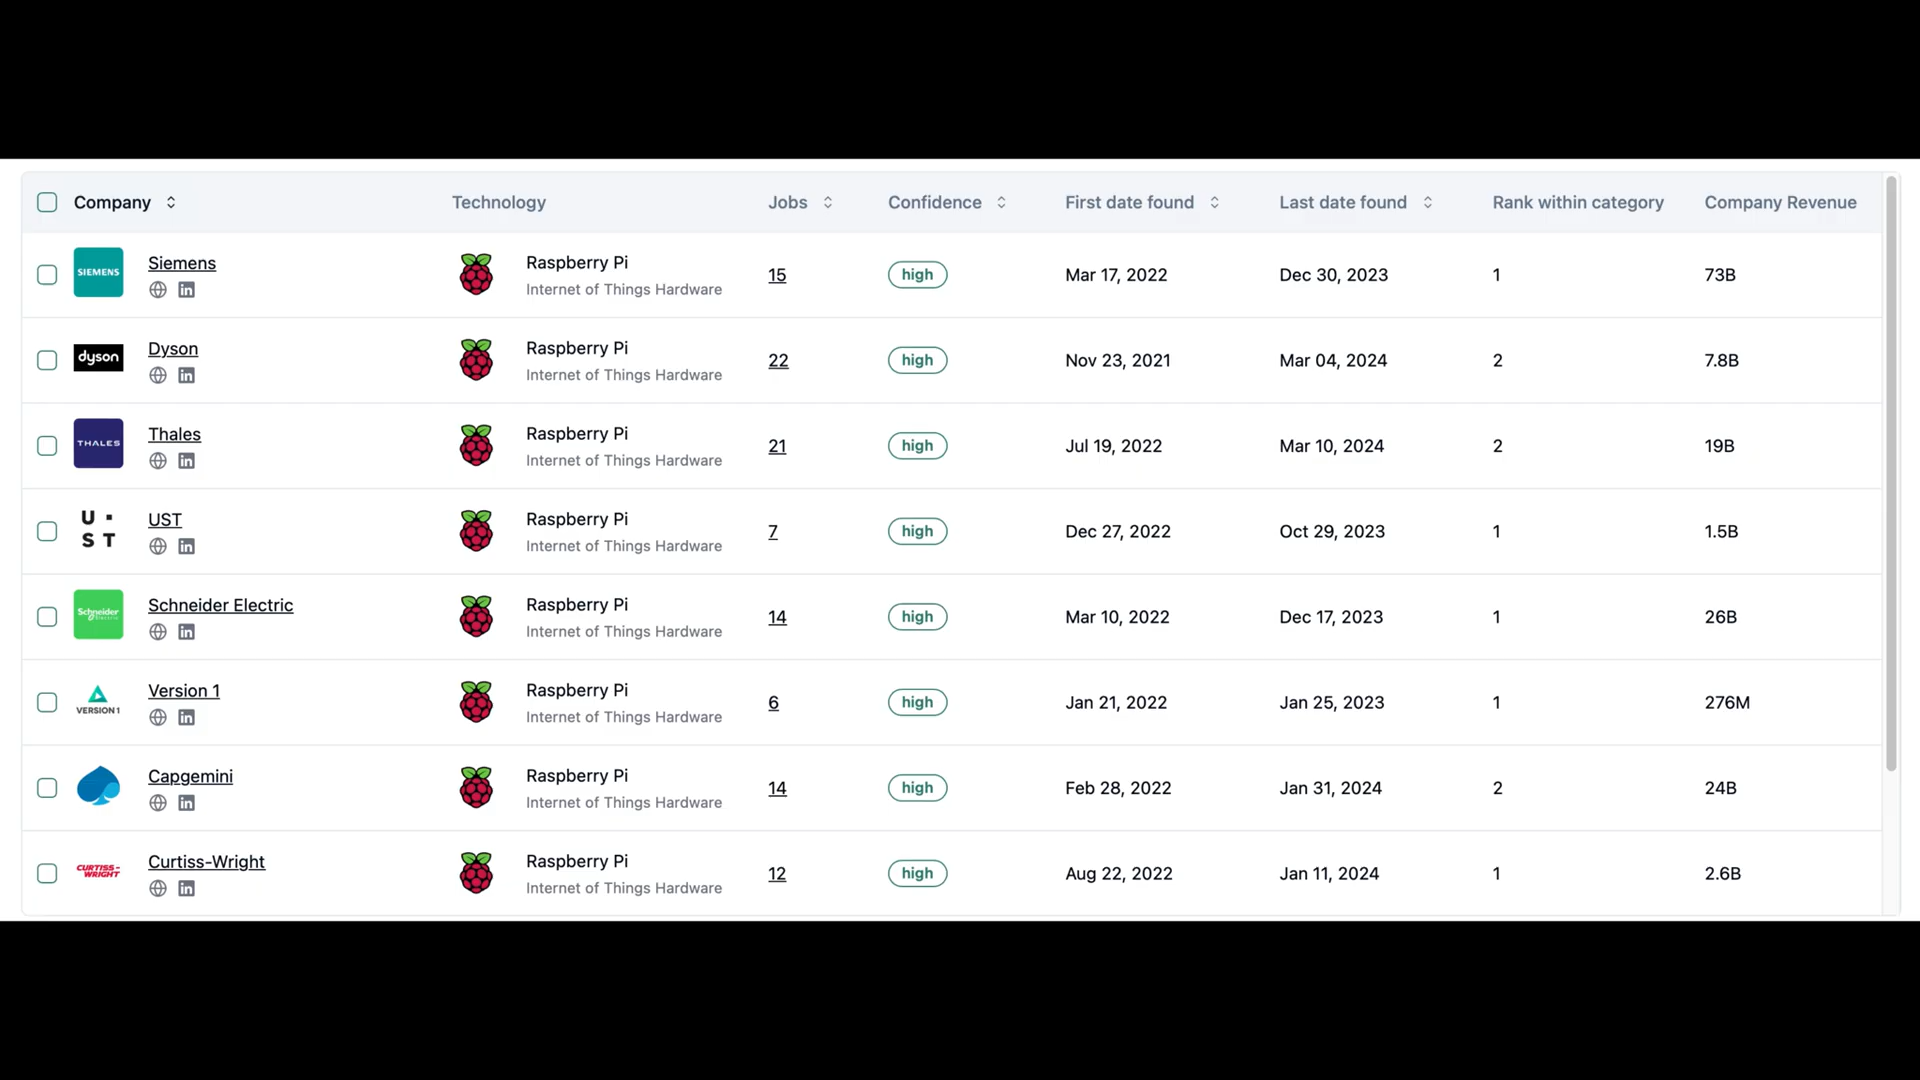 Company Technology Jobs Confidence First date found Last date found Rank within category Company Revenue
SIEMENS Siemens Raspberry Pi Internet of Things Hardware 15 high Mar 17, 2022 Dec 30, 2023 1 73B
dyson Dyson Raspberry Pi Internet of Things Hardware 22 high Nov 23, 2021 Mar 04, 2024 2 7.8B
THALES Thales Raspberry Pi Internet of Things Hardware 21 high Jul 19, 2022 Mar 10, 2024 2 19B
U·ST UST Raspberry Pi Internet of Things Hardware 7 high Dec 27, 2022 Oct 29, 2023 1 1.5B
Schneider Electric Schneider Electric Raspberry Pi Internet of Things Hardware 14 high Mar 10, 2022 Dec 17, 2023 1 26B
VERSION 1 Version 1 Raspberry Pi Internet of Things Hardware 6 high Jan 21, 2022 Jan 25, 2023 1 276M
Capgemini Raspberry Pi Internet of Things Hardware 14 high Feb 28, 2022 Jan 31, 2024 2 24B
CURTISS-WRIGHT Curtiss-Wright Raspberry Pi Internet of Things Hardware 12 high Aug 22, 2022 Jan 11, 2024 1 2.6B